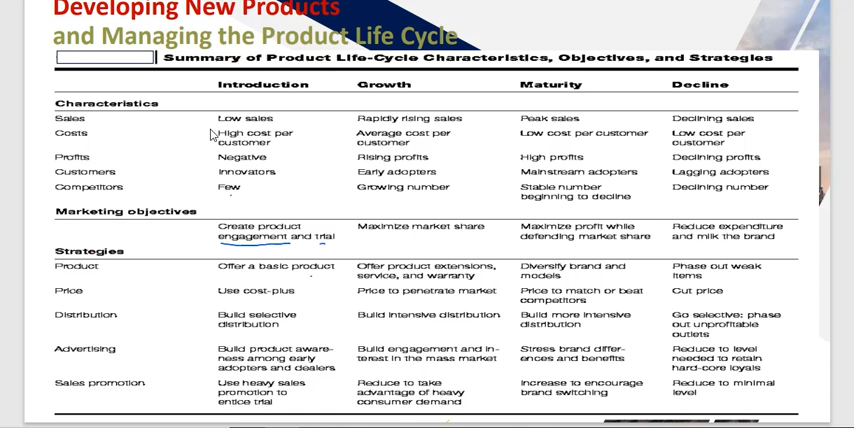 Developing New Products
and Managing the Product Life Cycle
Summary of Product Life-Cycle Characteristics, Objectives, and Strategies
Introduction Growth Maturity Decline
Characteristics
Sales Low sales Rapidly rising sales Peak sales Declining sales
Costs High cost per Average cost per Low cost per customer Low cost per
customer customer customer
Profits Negative Rising profits High profits Declining profits
Customers Innovators Early adopters Mainstream adopters Lagging adopters
Competitors Few Growing number Stable number Declining number
beginning to decline
Marketing objectives
Create product Maximize market share Maximize profit while Reduce expenditure
engagement and trial defending market share and milk the brand
Strategies
Product Offer a basic product Offer product extensions, Diversify brand and Phase out weak
service, and warranty models items
Price Use cost-plus Price to penetrate market Price to match or beat Cut price
competitors
Distribution Build selective Build intensive distribution Build more intensive Go selective: phase
distribution distribution out unprofitable
outlets
Advertising Build product aware- Build engagement and in- Stress brand differ- Reduce to level
ness among early terest in the mass market ences and benefits needed to retain
adopters and dealers hard-core loyals
Sales promotion Use heavy sales Reduce to take Increase to encourage Reduce to minimal
promotion to advantage of heavy brand switching level
entice trial consumer demand